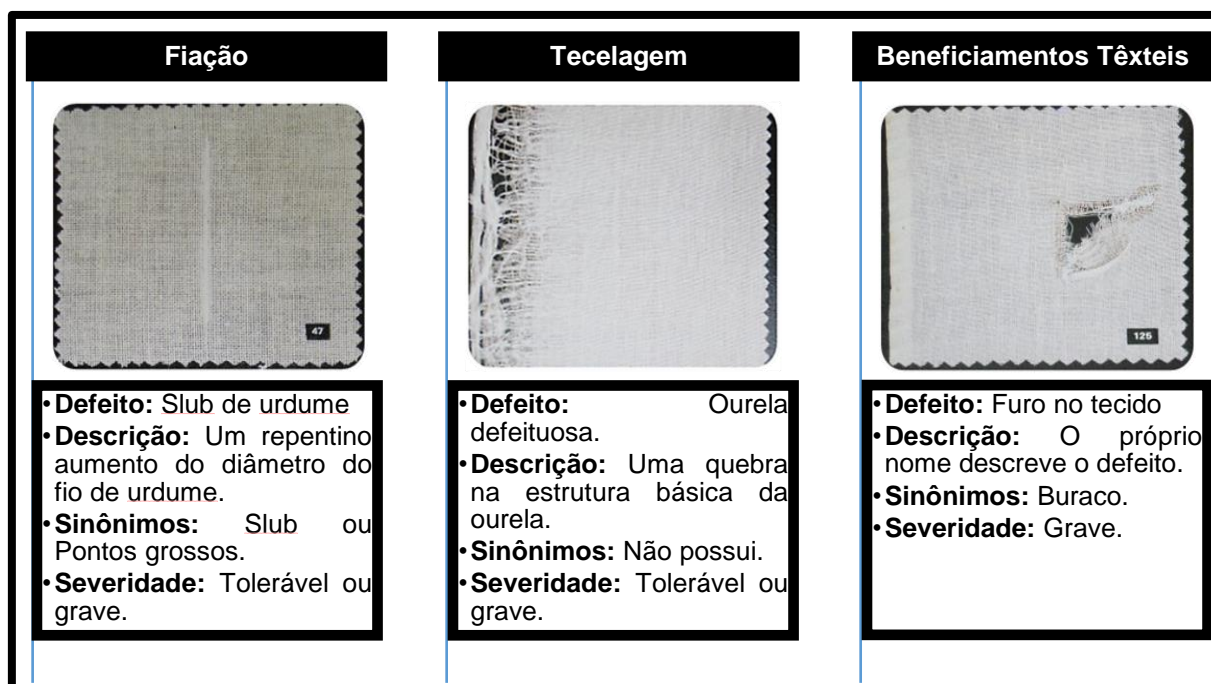 Fiação
47
• Defeito: Slub de urdume
• Descrição: Um repentino
aumento do diâmetro do
fio de urdume.
• Sinônimos: Slub ou
Pontos grossos.
• Severidade: Tolerável ou
grave.
Tecelagem
• Defeito: Ourela
defeituosa.
• Descrição: Uma quebra
na estrutura básica da
ourela.
• Sinônimos: Não possui.
• Severidade: Tolerável ou
grave.
Beneficiamentos Têxteis
125
• Defeito: Furo no tecido
• Descrição: O próprio
nome descreve o defeito.
• Sinônimos: Buraco.
• Severidade: Grave.